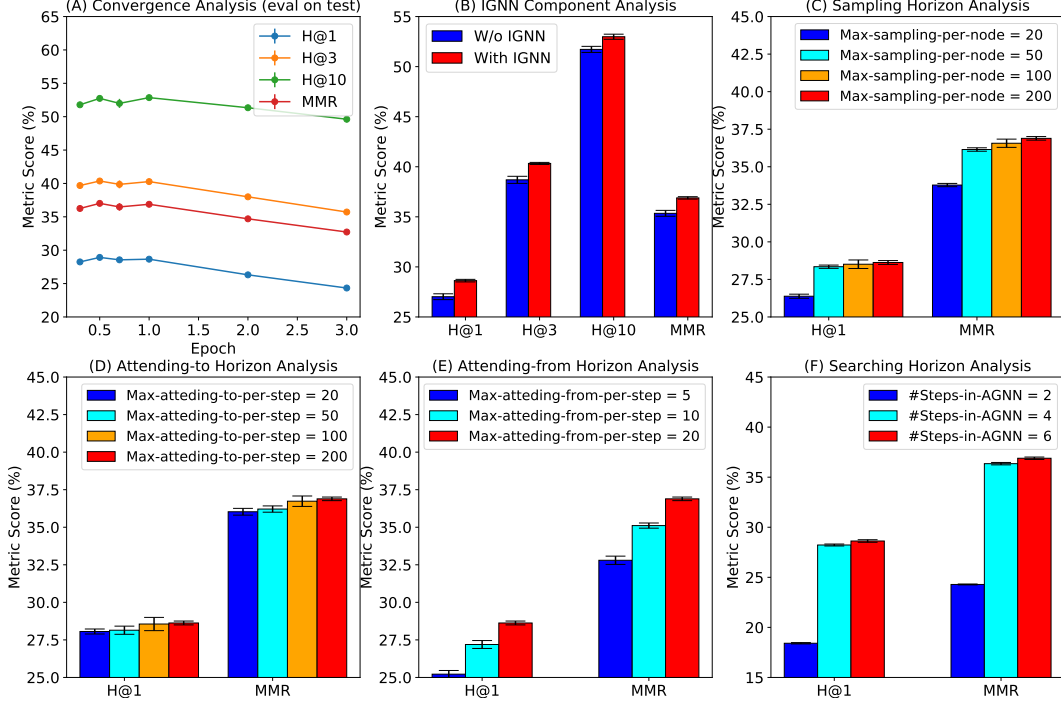 (A) Convergence Analysis (eval on test)
65
60
55
50
45
40
35
30
25
20
Metric Score (%)
0.5
1.0
1.5
2.0
2.5
3.0
Epoch
H@1
H@3
H@10
MMR
(B) IGNN Component Analysis
55
50
45
40
35
30
25
Metric Score (%)
H@1
H@3
H@10
MMR
W/o IGNN
With IGNN
(C) Sampling Horizon Analysis
45.0
42.5
40.0
37.5
35.0
32.5
30.0
27.5
25.0
Metric Score (%)
H@1
MMR
Max-sampling-per-node = 20
Max-sampling-per-node = 50
Max-sampling-per-node = 100
Max-sampling-per-node = 200
(D) Attending-to Horizon Analysis
45.0
42.5
40.0
37.5
35.0
32.5
30.0
27.5
25.0
Metric Score (%)
H@1
MMR
Max-atteding-to-per-step = 20
Max-atteding-to-per-step = 50
Max-atteding-to-per-step = 100
Max-atteding-to-per-step = 200
(E) Attending-from Horizon Analysis
45.0
42.5
40.0
37.5
35.0
32.5
30.0
27.5
25.0
Metric Score (%)
H@1
MMR
Max-atteding-from-per-step = 5
Max-atteding-from-per-step = 10
Max-atteding-from-per-step = 20
(F) Searching Horizon Analysis
45
40
35
30
25
20
15
Metric Score (%)
H@1
MMR
#Steps-in-AGNN = 2
#Steps-in-AGNN = 4
#Steps-in-AGNN = 6